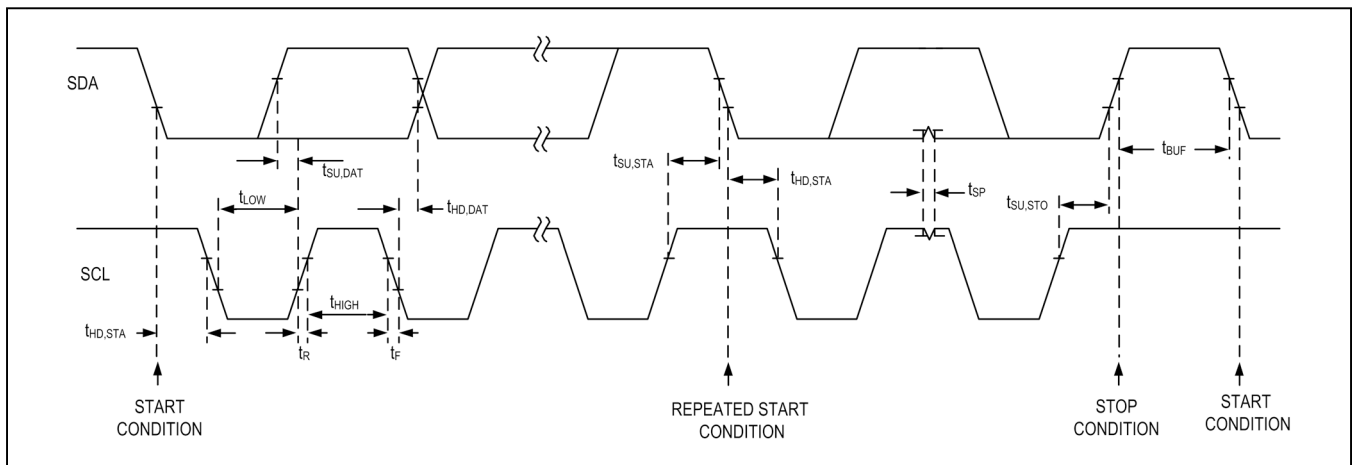 SDA
tSU,DAT
tSU,STA
tHD,STA
tSP
tBUF
tLOW
tHD,DAT
tSU,STO
SCL
tHIGH
tHD,STA
tR
tF
START
CONDITION
REPEATED START
CONDITION
STOP
CONDITION
START
CONDITION